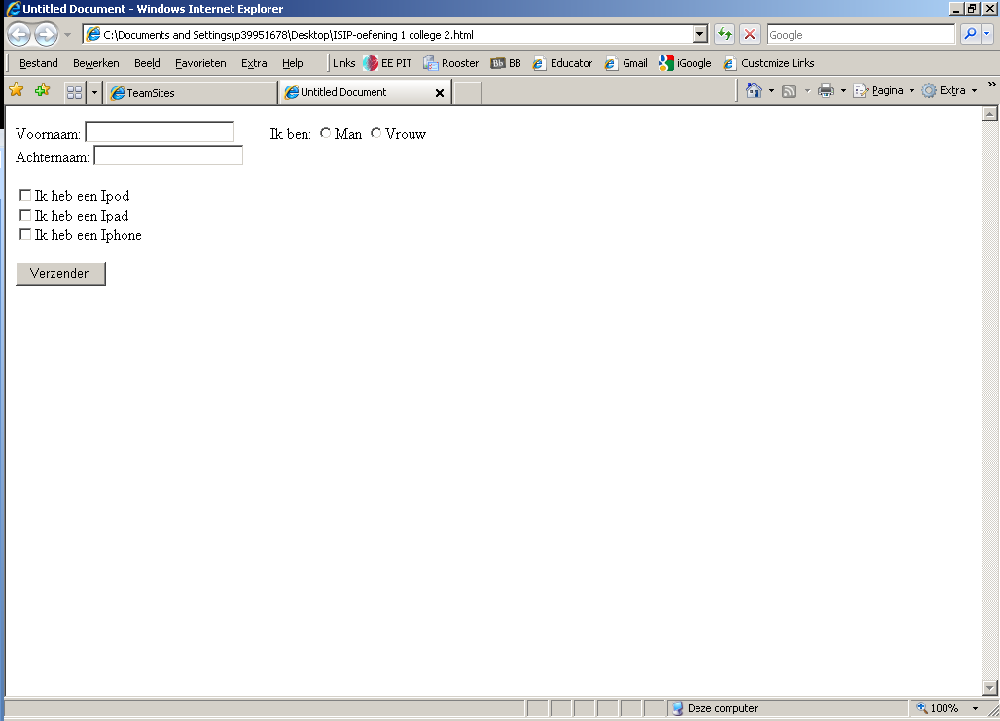 Untitled Document - Windows Internet Explorer
C:\Documents and Settings\p39951678\Desktop\ISIP-oefening 1 college 2.html
Google
Bestand Bewerken Beeld Favorieten Extra Help Links EE PIT Rooster Bb BB Educator Gmail iGoogle Customize Links
TeamSites Untitled Document Pagina Extra »
Voornaam: Ik ben: Man Vrouw
Achternaam:
Ik heb een Ipod
Ik heb een Ipad
Ik heb een Iphone
Verzenden
Deze computer 100%